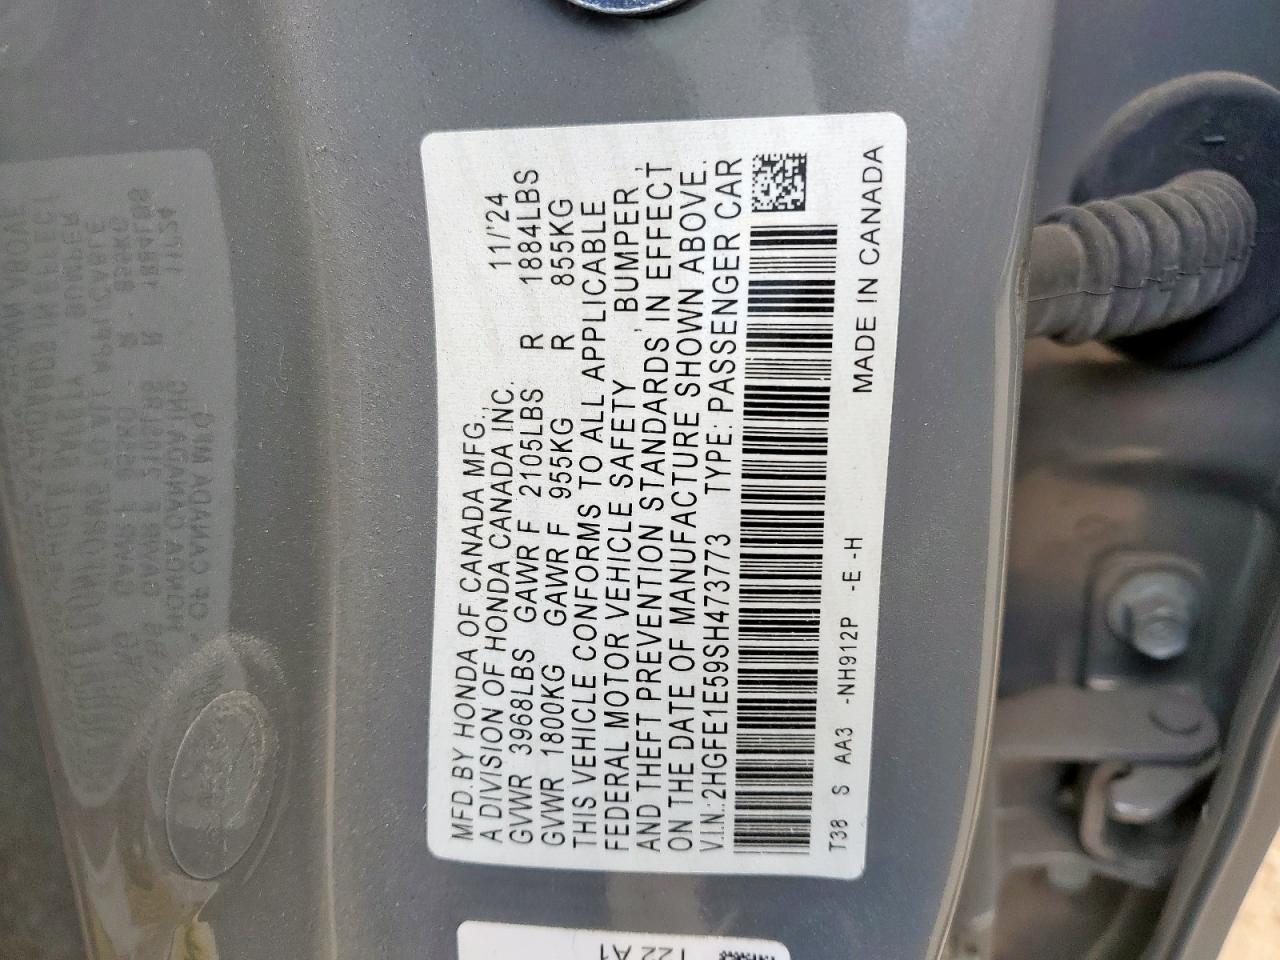 MFD.BY HONDA OF CANADA MFG., 11/'24
A DIVISION OF HONDA CANADA INC.
GVWR 3968LBS GAWR F 2105LBS R 1884LBS
GVWR 1800KG GAWR F 955KG R 855KG
THIS VEHICLE CONFORMS TO ALL APPLICABLE
FEDERAL MOTOR VEHICLE SAFETY, BUMPER,
AND THEFT PREVENTION STANDARDS IN EFFECT
ON THE DATE OF MANUFACTURE SHOWN ABOVE.
V.I.N.: 2HGFE1E59SH473773 TYPE: PASSENGER CAR
T38 S AA3 -NH912P -E -H
MADE IN CANADA
T22 A1